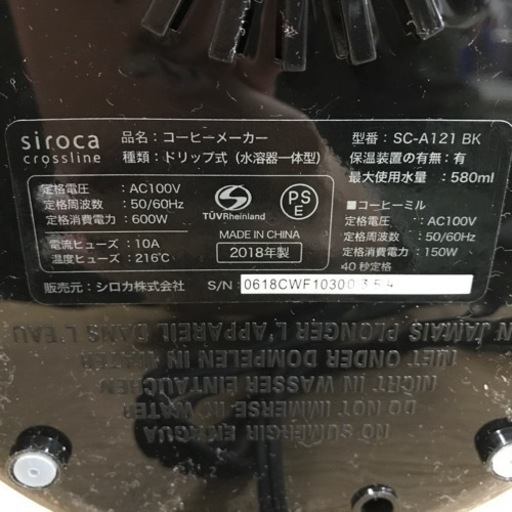 siroca
crossline
品名：コーヒーメーカー
種類：ドリップ式（水溶器一体型）
型番：SC-A121 BK
保温装置の有無：有
最大使用水量：580ml
定格電圧：AC100V
定格周波数：50/60Hz
定格消費電力：600W
電流ヒューズ：10A
温度ヒューズ：216℃
TÜVRheinland
PS
E
MADE IN CHINA
2018年製
■コーヒーミル
定格電圧：AC100V
定格周波数：50/60Hz
定格消費電力：150W
40秒定格
販売元：シロカ株式会社
S/N 0618CWF10300354
N JAMAIS PLONGER L'APPAREIL DANS L'EAU
NIET ONDER DOMPELEN IN WATER
NICHT IN WASSER EINTAUCHEN
DO NOT IMMERSE IN WATER
NO SUMERGIR EN AGUA